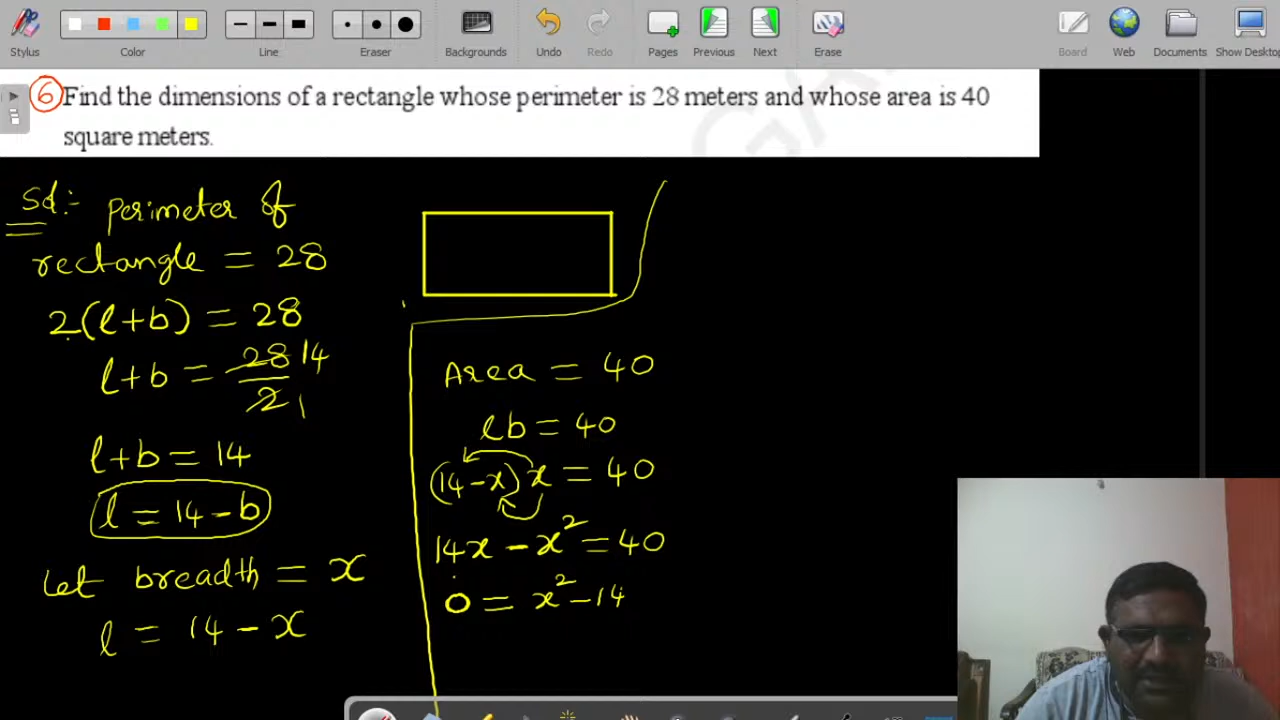 Stylus
Color
Line
Eraser
Backgrounds
Undo
Redo
Pages
Previous
Next
Erase
Board
Web
Documents
Show Desktop
6 Find the dimensions of a rectangle whose perimeter is 28 meters and whose area is 40
square meters.
Sol:- perimeter of
rectangle = 28
2(l+b) = 28
l+b = 28/2 14 1
l+b = 14
l = 14-b
Let breadth = x
l = 14 - x
Area = 40
lb = 40
(14-x) x = 40
14x - x² = 40
0 = x² - 14